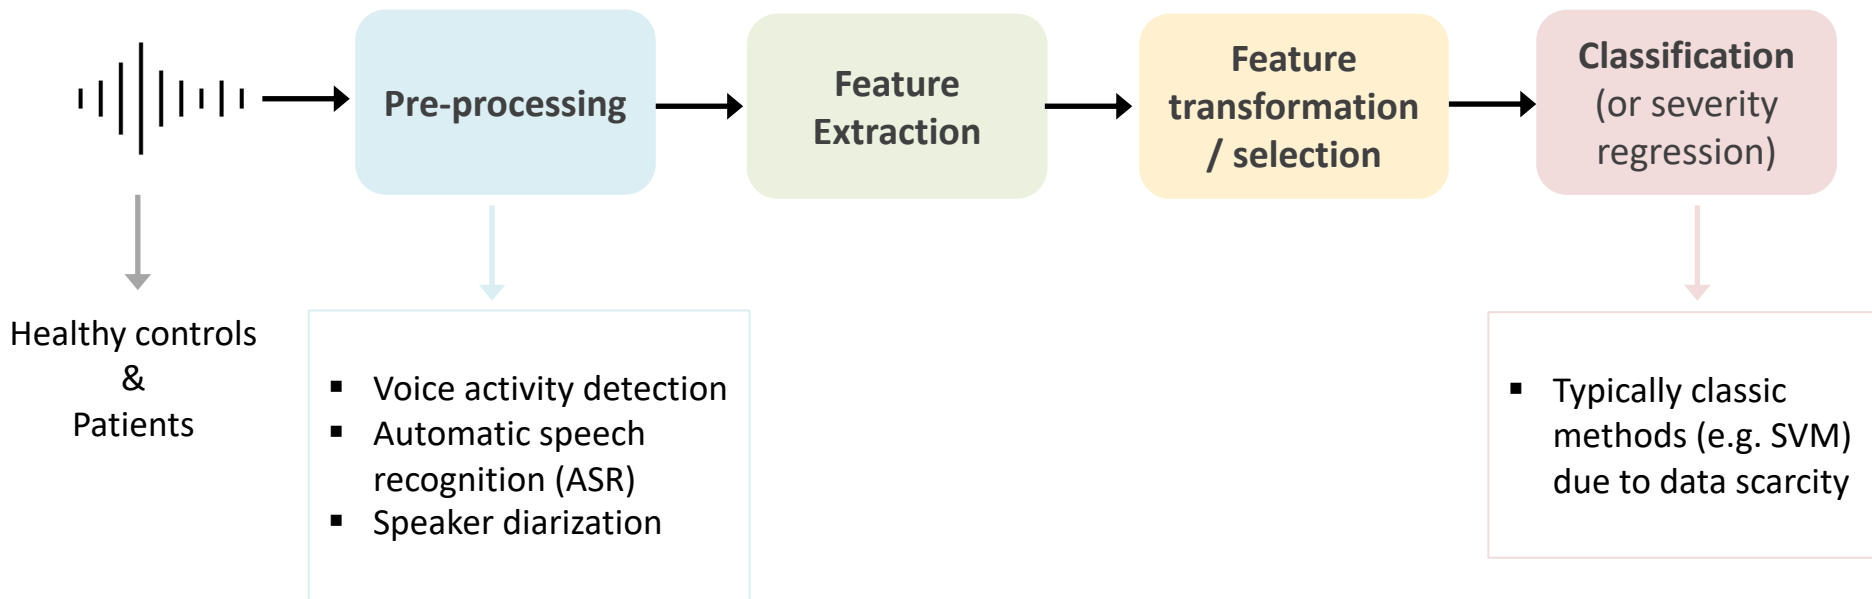 Pre-processing
Feature
Extraction
Feature
transformation
/ selection
Classification
(or severity
regression)
Healthy controls
&
Patients
▪ Voice activity detection
▪ Automatic speech
recognition (ASR)
▪ Speaker diarization
▪ Typically classic
methods (e.g. SVM)
due to data scarcity